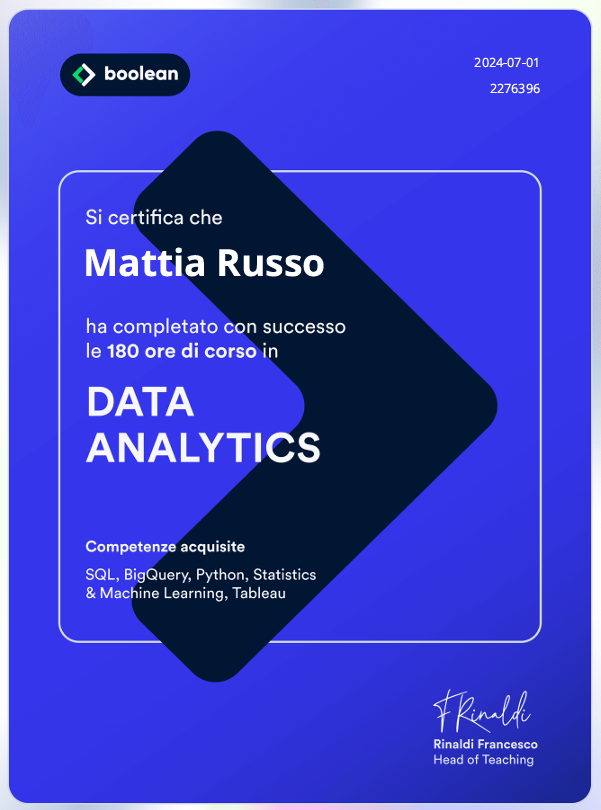 boolean
2024-07-01
2276396
Si certifica che
Mattia Russo
ha completato con successo
le 180 ore di corso in
DATA
ANALYTICS
Competenze acquisite
SQL, BigQuery, Python, Statistics
& Machine Learning, Tableau
FRinaldi
Rinaldi Francesco
Head of Teaching